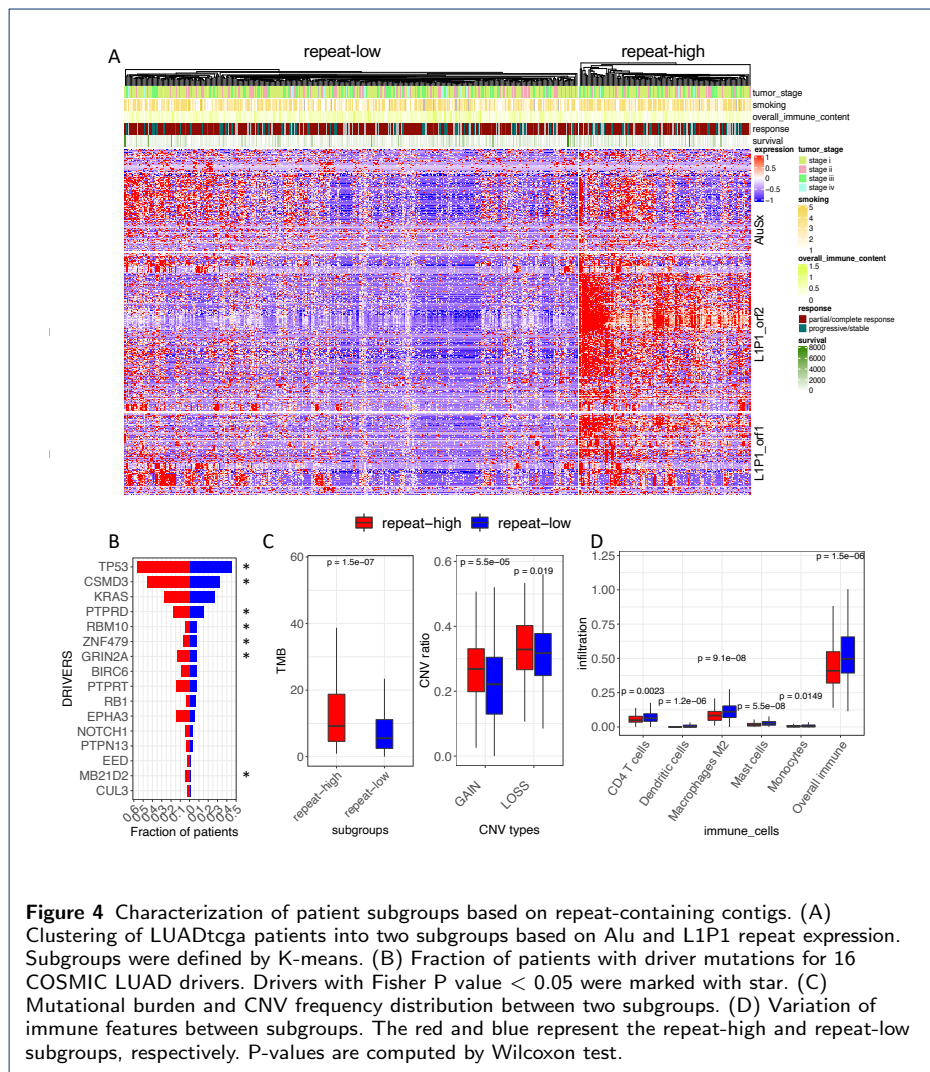 A
repeat-low
repeat-high
tumor_stage
smoking
overall_immune_content
response
survival
expression
1
0.5
0
−0.5
−1
tumor_stage
stage i
stage ii
stage iii
stage iv
smoking
5
4
3
2
1
overall_immune_content
1.5
1
0.5
0
response
partial/complete response
progressive/stable
survival
8000
6000
4000
2000
0
AluSx
L1P1_orf2
L1P1_orf1
repeat−high
repeat−low
B
DRIVERS
TP53
*
CSMD3
*
KRAS
PTPRD
*
RBM10
*
ZNF479
*
GRIN2A
*
BIRC6
PTPRT
RB1
EPHA3
NOTCH1
PTPN13
EED
MB21D2
*
CUL3
Fraction of patients
C
TMB
60
40
20
0
p = 1.5e−07
repeat−high
repeat−low
subgroups
CNV ratio
0.6
0.4
0.2
0.0
p = 5.5e−05
p = 0.019
GAIN
LOSS
CNV types
D
infiltration
1.25
1.00
0.75
0.50
0.25
0.00
p = 0.0023
p = 1.2e−06
p = 9.1e−08
p = 5.5e−08
p = 0.0149
p = 1.5e−06
CD4 T cells
Dendritic cells
Macrophages M2
Mast cells
Monocytes
Overall immune
immune_cells
Figure 4 Characterization of patient subgroups based on repeat-containing contigs. (A)
Clustering of LUADtcga patients into two subgroups based on Alu and L1P1 repeat expression.
Subgroups were defined by K-means. (B) Fraction of patients with driver mutations for 16
COSMIC LUAD drivers. Drivers with Fisher P value < 0.05 were marked with star. (C)
Mutational burden and CNV frequency distribution between two subgroups. (D) Variation of
immune features between subgroups. The red and blue represent the repeat-high and repeat-low
subgroups, respectively. P-values are computed by Wilcoxon test.